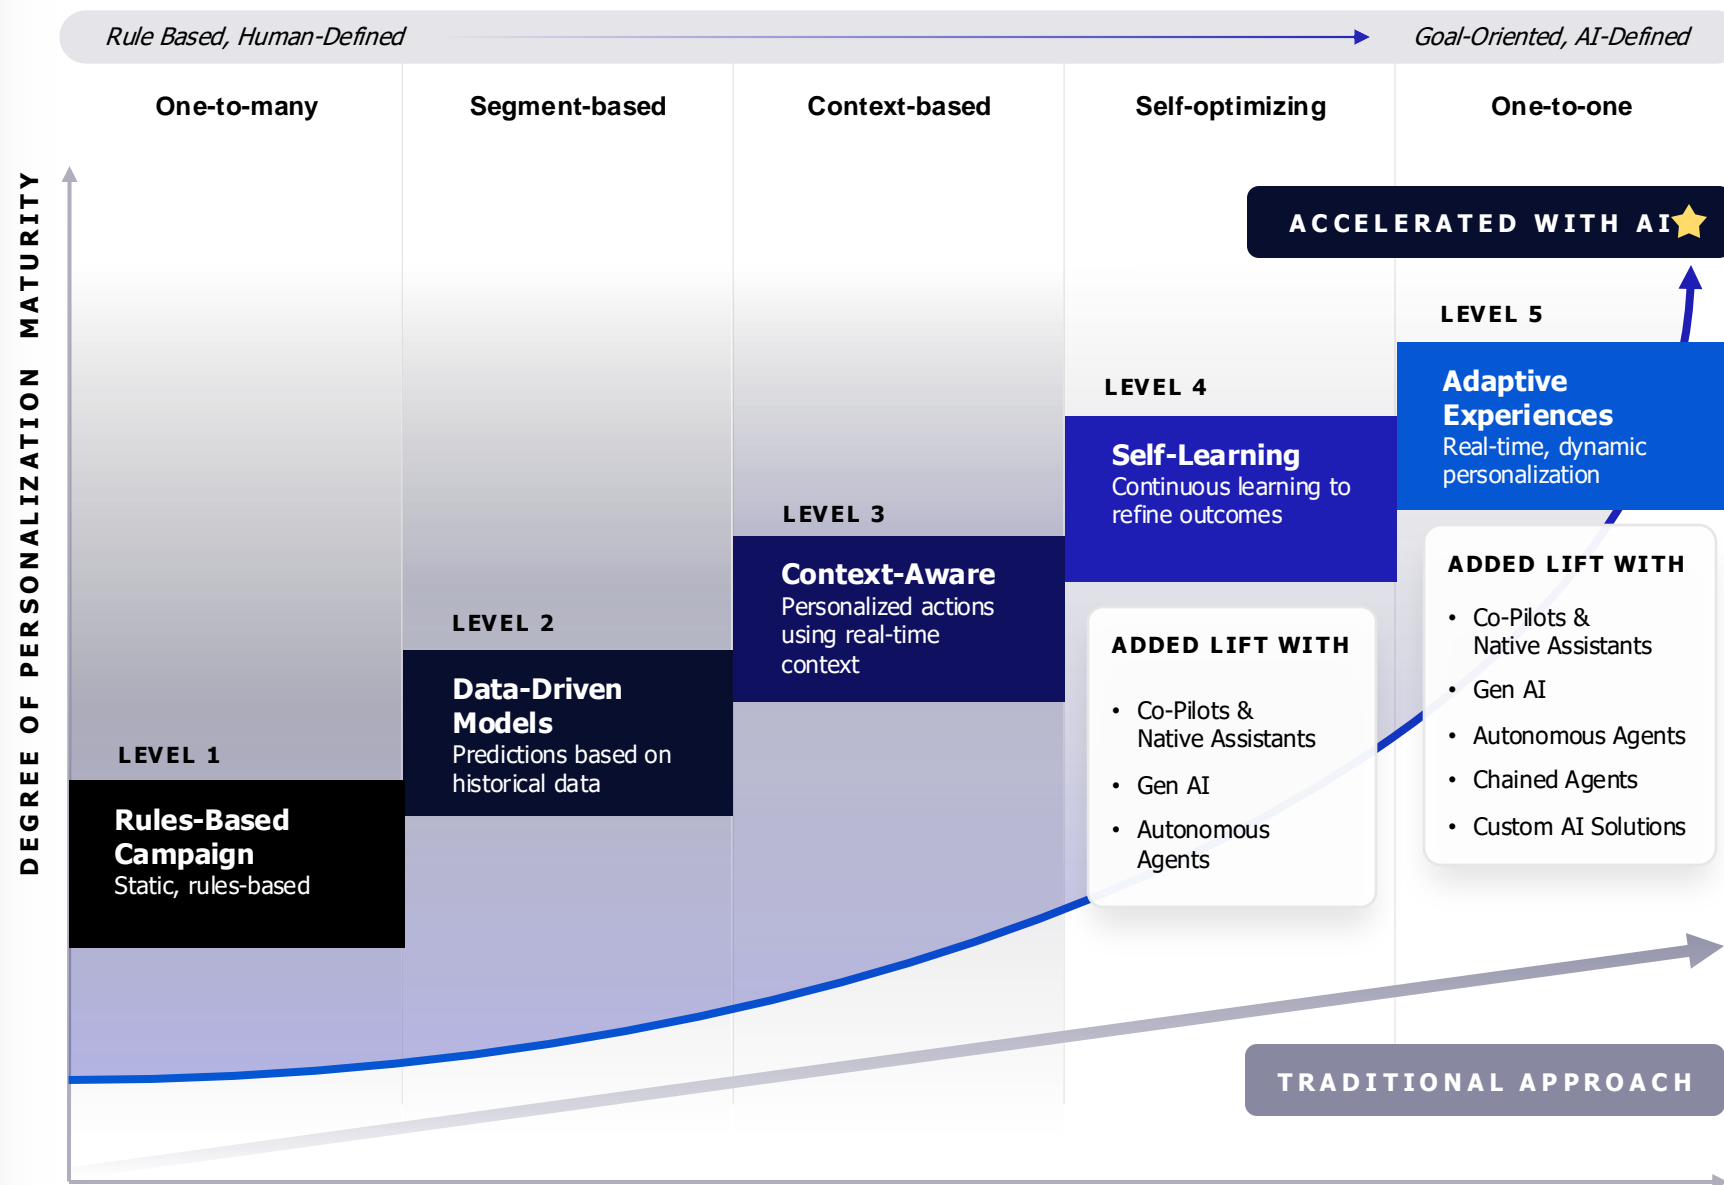 Rule Based, Human-Defined
Goal-Oriented, AI-Defined
One-to-many
Segment-based
Context-based
Self-optimizing
One-to-one
DEGREE OF PERSONALIZATION MATURITY
ACCELERATED WITH AI
LEVEL 1
Rules-Based
Campaign
Static, rules-based
LEVEL 2
Data-Driven
Models
Predictions based on
historical data
LEVEL 3
Context-Aware
Personalized actions
using real-time
context
LEVEL 4
Self-Learning
Continuous learning to
refine outcomes
ADDED LIFT WITH
• Co-Pilots &
Native Assistants
• Gen AI
• Autonomous
Agents
LEVEL 5
Adaptive
Experiences
Real-time, dynamic
personalization
ADDED LIFT WITH
• Co-Pilots &
Native Assistants
• Gen AI
• Autonomous Agents
• Chained Agents
• Custom AI Solutions
TRADITIONAL APPROACH